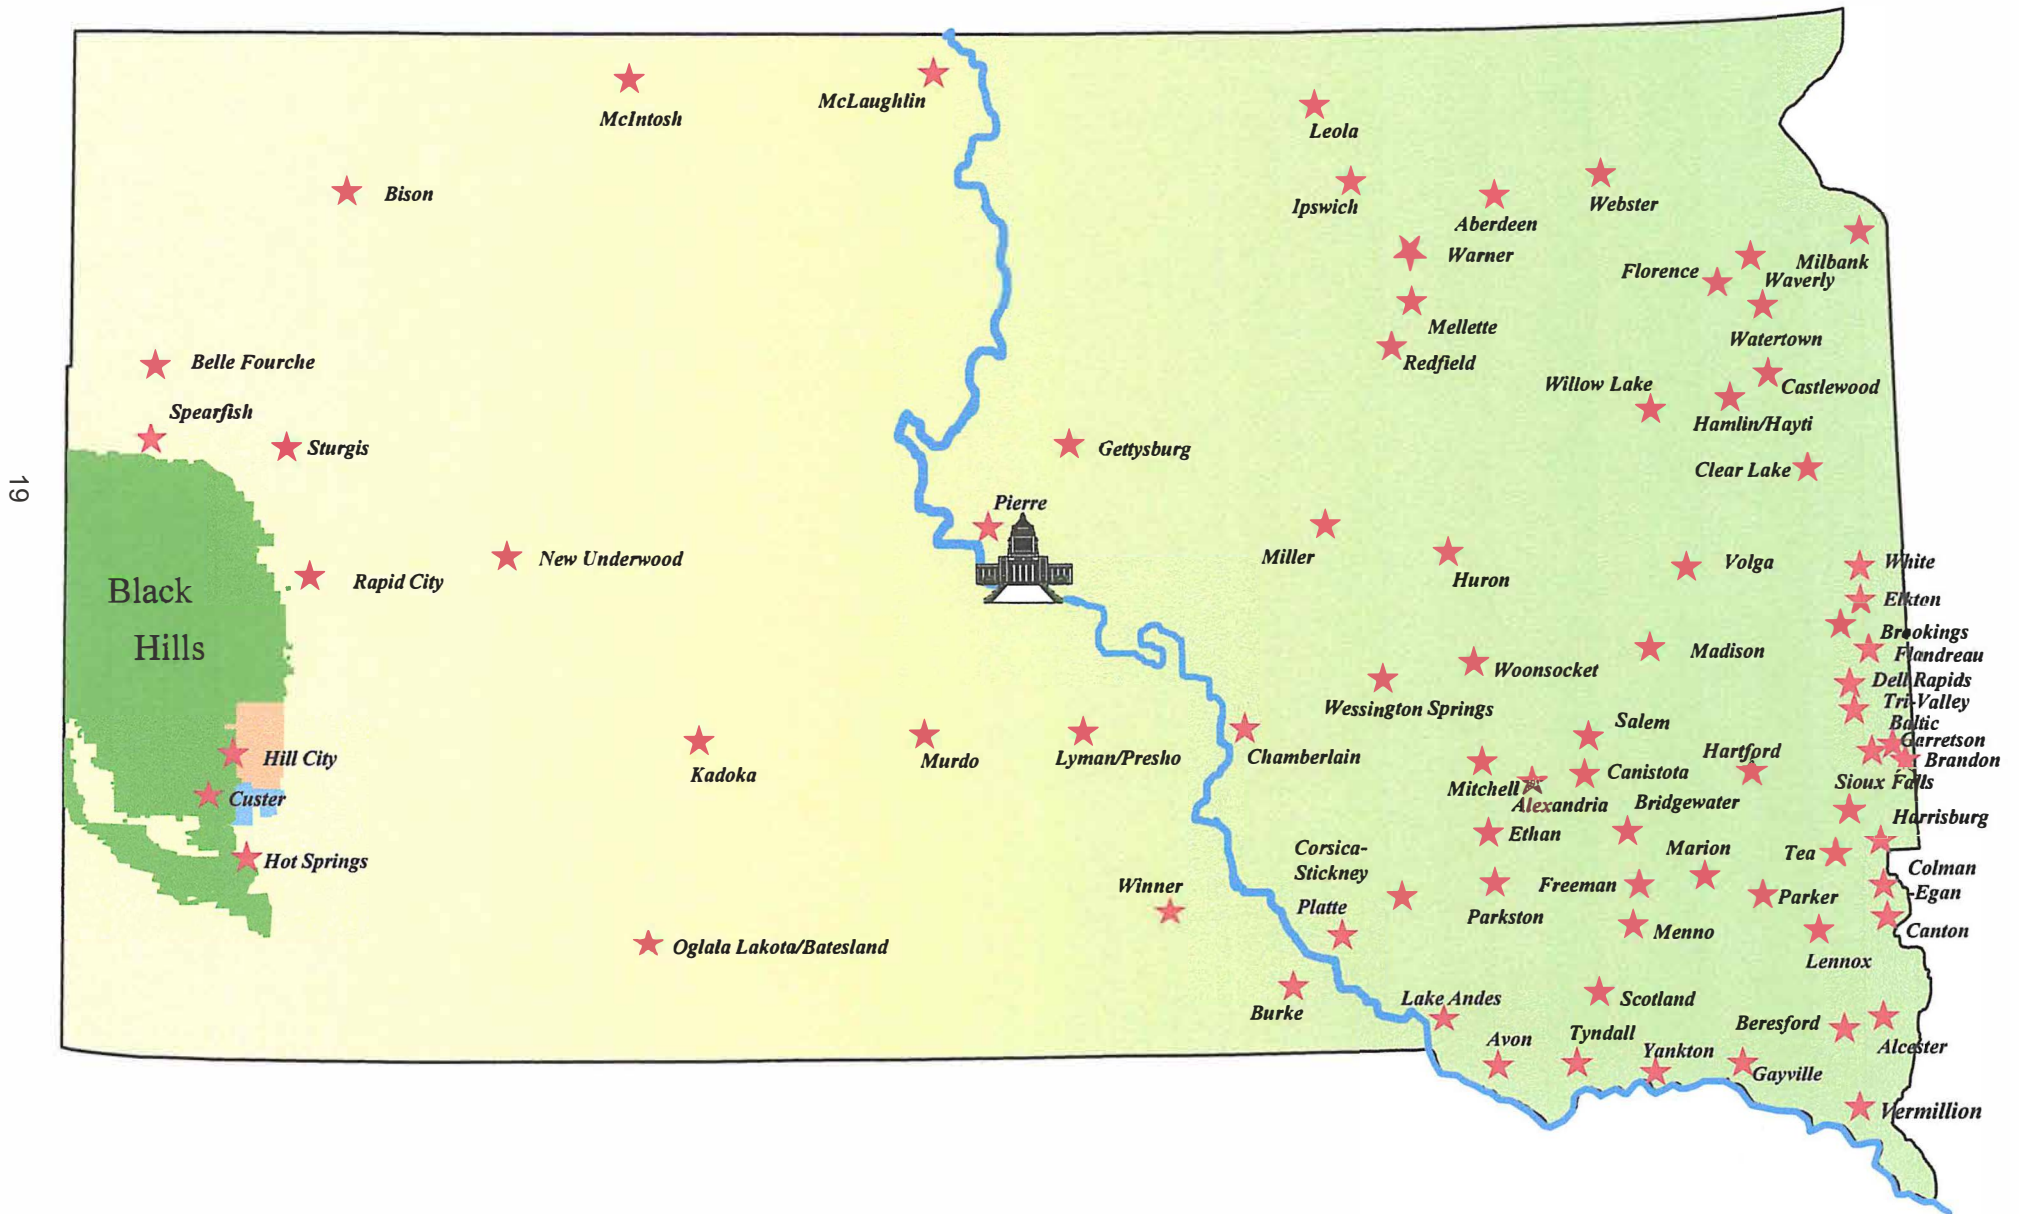 McIntosh
McLaughlin
Leola
Bison
Ipswich
Aberdeen
Webster
Warner
Florence
Milbank
Waverly
Mellette
Watertown
Belle Fourche
Redfield
Willow Lake
Castlewood
Spearfish
Hamlin/Hayti
Sturgis
Gettysburg
Clear Lake
19
Pierre
Miller
New Underwood
Volga
White
Rapid City
Huron
Black
Hills
Elkton
Brookings
Flandreau
Madison
Woonsocket
Dell Rapids
Tri-Valley
Wessington Springs
Salem
Baltic
Garretson
Hartford
Hill City
Chamberlain
Lyman/Presho
Murdo
Brandon
Kadoka
Canistota
Sioux Falls
Mitchell
Custer
Alexandria
Bridgewater
Harrisburg
Ethan
Corsica-
Stickney
Marion
Tea
Hot Springs
Colman
-Egan
Winner
Freeman
Parker
Platte
Parkston
Menno
Canton
Oglala Lakota/Batesland
Lennox
Lake Andes
Scotland
Burke
Beresford
Tyndall
Avon
Alcester
Yankton
Gayville
Vermillion